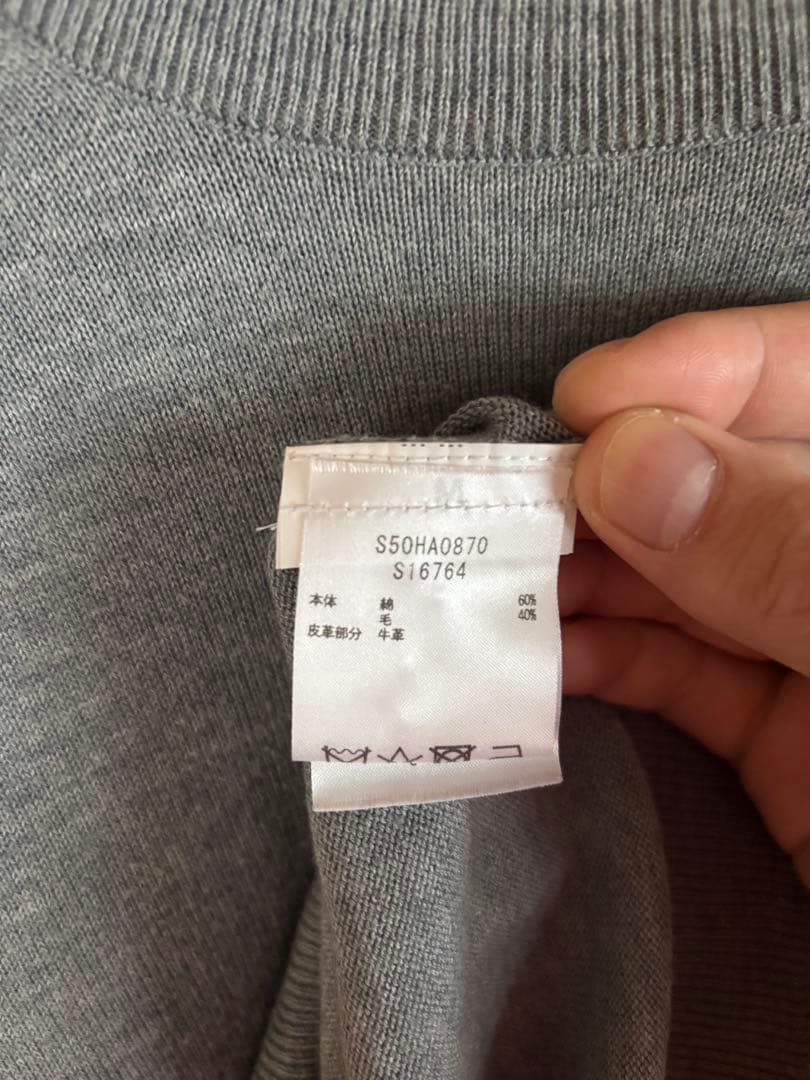 M
S50HA0870
S16764
本体 綿 60%
毛 40%
皮革部分 牛革